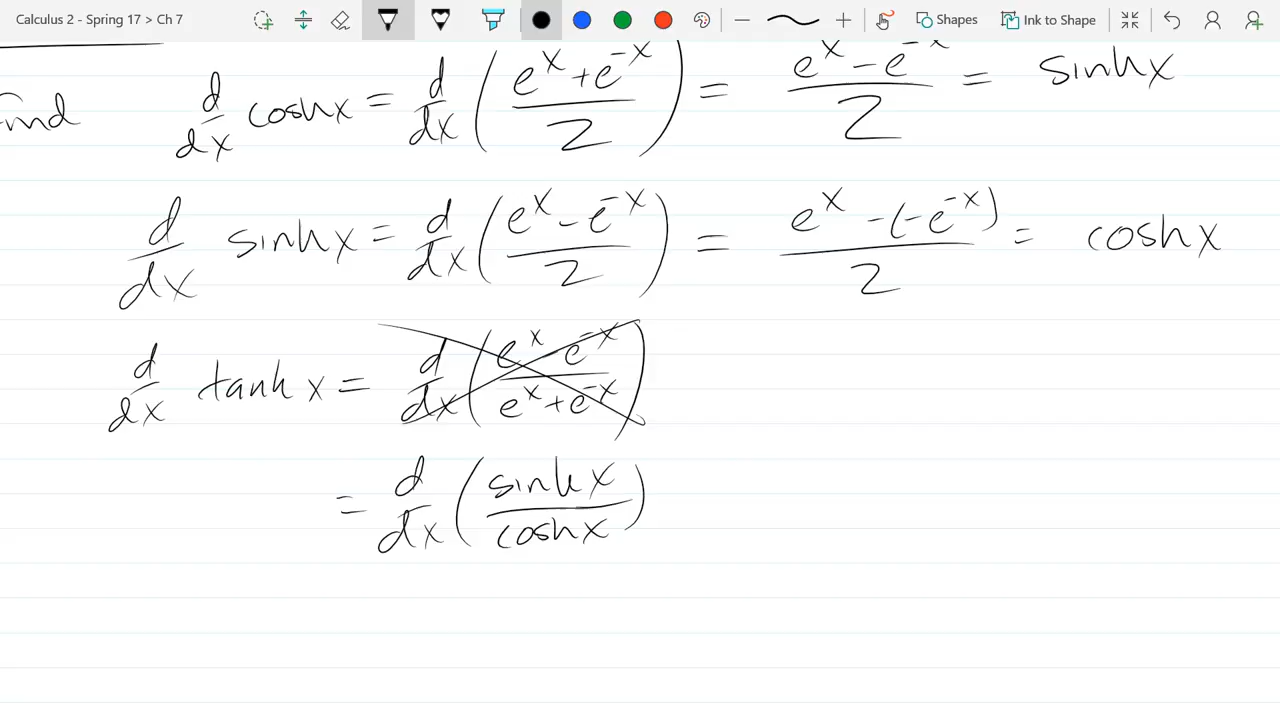 Calculus 2 - Spring 17 > Ch 7 Shapes Ink to Shape
find d/dx cosh x = d/dx ( (e^x + e^-x)/2 ) = (e^x - e^-x)/2 = sinh x
d/dx sinh x = d/dx ( (e^x - e^-x)/2 ) = (e^x - (-e^-x))/2 = cosh x
d/dx tanh x = d/dx ( (e^x e^-x)/(e^x + e^-x) )
= d/dx ( sinh x / cosh x )